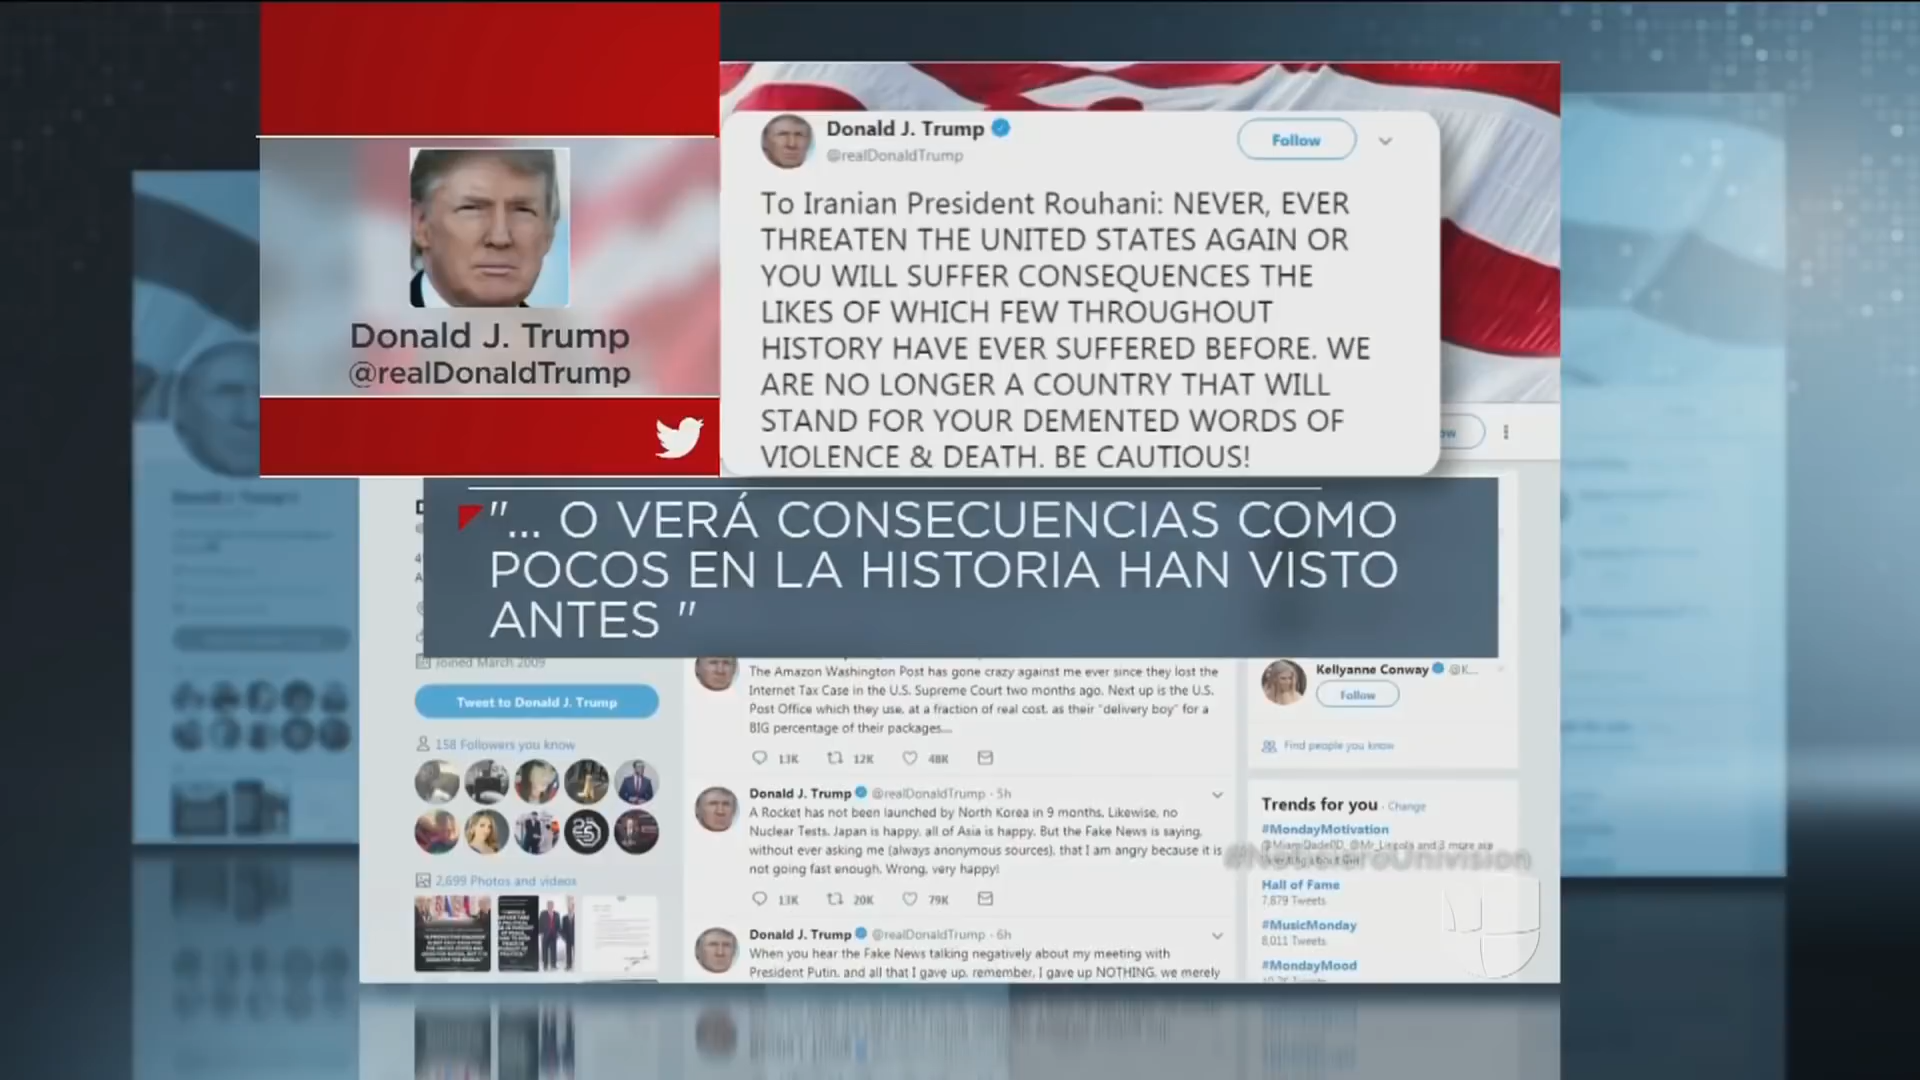 Donald J. Trump
@realDonaldTrump
Donald J. Trump
@realDonaldTrump
Follow
To Iranian President Rouhani: NEVER, EVER
THREATEN THE UNITED STATES AGAIN OR
YOU WILL SUFFER CONSEQUENCES THE
LIKES OF WHICH FEW THROUGHOUT
HISTORY HAVE EVER SUFFERED BEFORE. WE
ARE NO LONGER A COUNTRY THAT WILL
STAND FOR YOUR DEMENTED WORDS OF
VIOLENCE & DEATH. BE CAUTIOUS!
"... O VERÁ CONSECUENCIAS COMO
POCOS EN LA HISTORIA HAN VISTO
ANTES "
Joined March 2009
Tweet to Donald J. Trump
158 Followers you know
2,699 Photos and videos
The Amazon Washington Post has gone crazy against me ever since they lost the
Internet Tax Case in the U.S. Supreme Court two months ago. Next up is the U.S.
Post Office which they use, at a fraction of real cost, as their "delivery boy" for a
BIG percentage of their packages...
13K 12K 48K
Donald J. Trump @realDonaldTrump · 5h
A Rocket has not been launched by North Korea in 9 months. Likewise, no
Nuclear Tests. Japan is happy, all of Asia is happy. But the Fake News is saying,
without ever asking me (always anonymous sources), that I am angry because it is
not going fast enough. Wrong, very happy!
13K 20K 79K
Donald J. Trump @realDonaldTrump · 6h
When you hear the Fake News talking negatively about my meeting with
President Putin, and all that I gave up, remember, I gave up NOTHING, we merely
Kellyanne Conway @K...
Follow
Find people you know
Trends for you · Change
#MondayMotivation
#NoticieroUnivision
Hall of Fame
7,879 Tweets
#MusicMonday
8,011 Tweets
#MondayMood